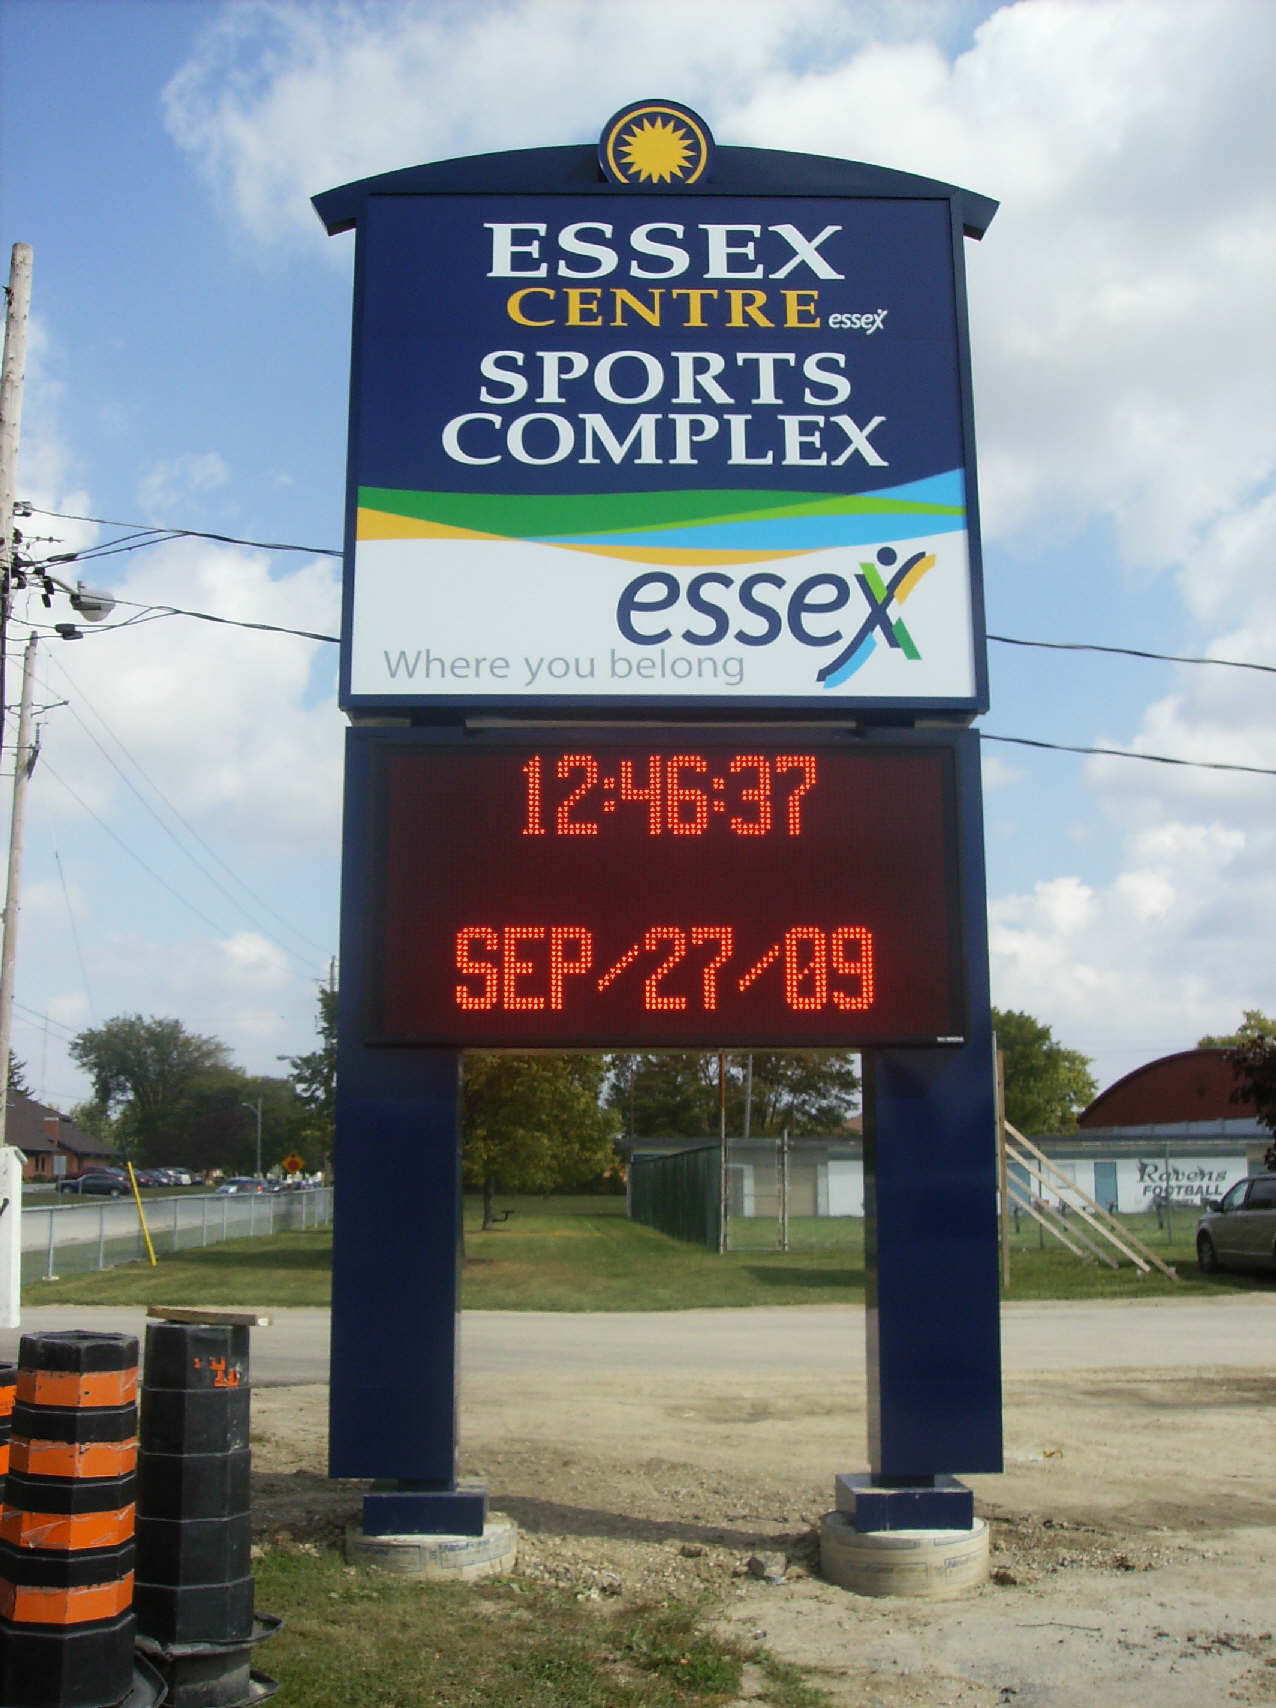 ESSEX
CENTRE essex
SPORTS
COMPLEX
essex
Where you belong
12:46:37
SEP/27/09
Ravens
FOOTBALL